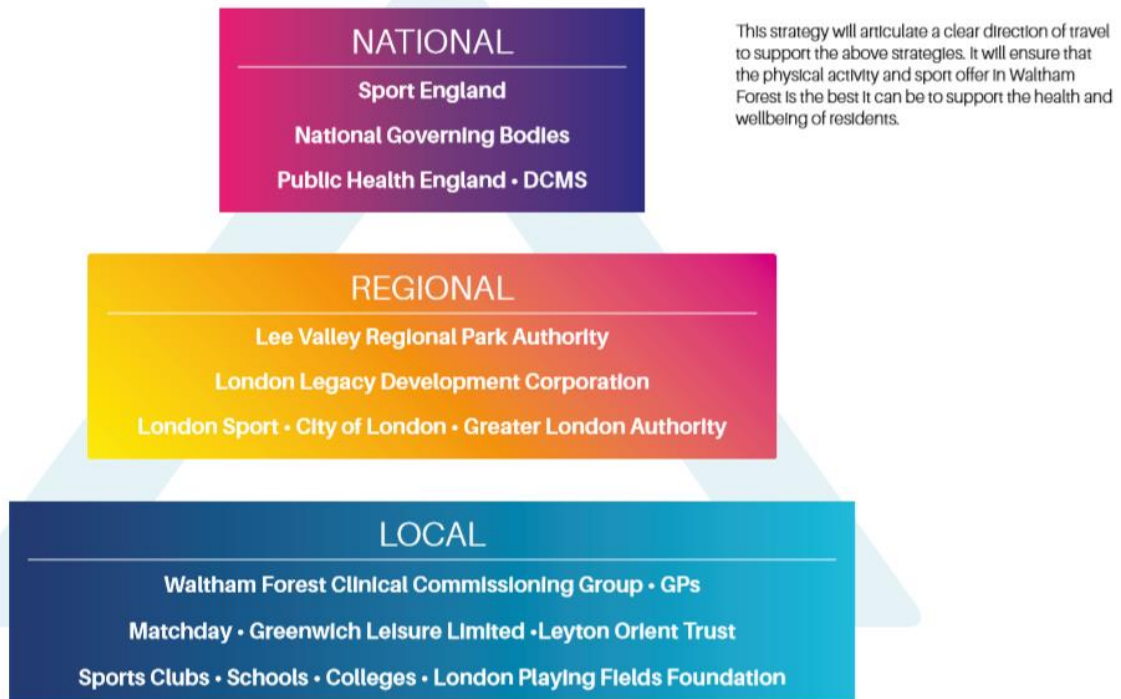 NATIONAL
Sport England
National Governing Bodies
Public Health England • DCMS
This strategy will articulate a clear direction of travel
to support the above strategies. It will ensure that
the physical activity and sport offer in Waltham
Forest is the best it can be to support the health and
wellbeing of residents.
REGIONAL
Lee Valley Regional Park Authority
London Legacy Development Corporation
London Sport • City of London • Greater London Authority
LOCAL
Waltham Forest Clinical Commissioning Group • GPs
Matchday • Greenwich Leisure Limited •Leyton Orient Trust
Sports Clubs • Schools • Colleges • London Playing Fields Foundation